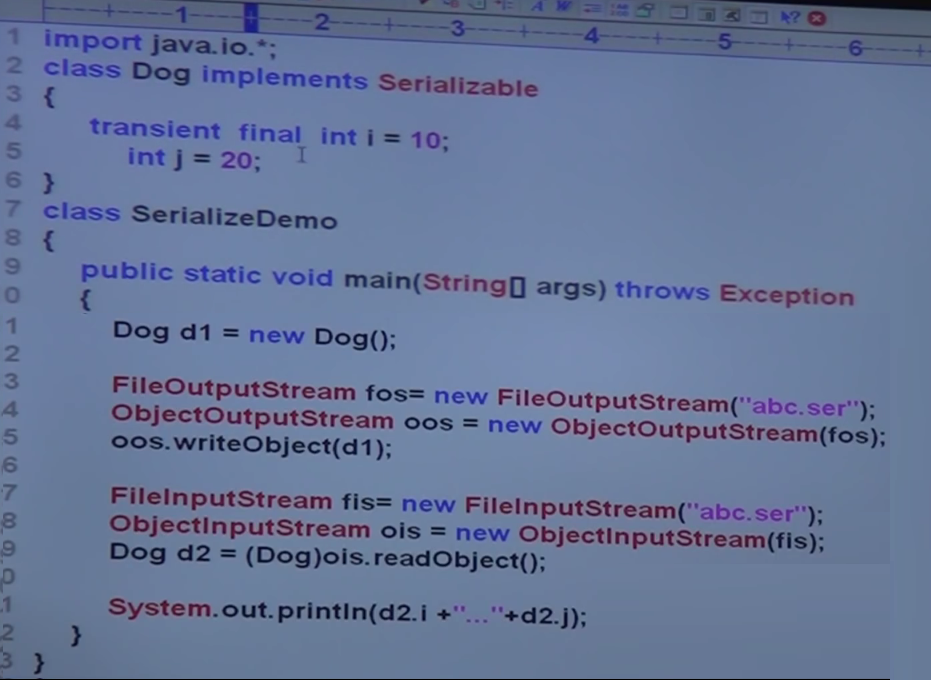 1 2 3 4 5 6
1 import java.io.*;
2 class Dog implements Serializable
3 {
4 transient final int i = 10;
5 int j = 20;
6 }
7 class SerializeDemo
8 {
9 public static void main(String[] args) throws Exception
0 {
1 Dog d1 = new Dog();
2
3 FileOutputStream fos= new FileOutputStream("abc.ser");
4 ObjectOutputStream oos = new ObjectOutputStream(fos);
5 oos.writeObject(d1);
6
7 FileInputStream fis= new FileInputStream("abc.ser");
8 ObjectInputStream ois = new ObjectInputStream(fis);
9 Dog d2 = (Dog)ois.readObject();
0
1 System.out.println(d2.i +"..."+d2.j);
2 }
3 }